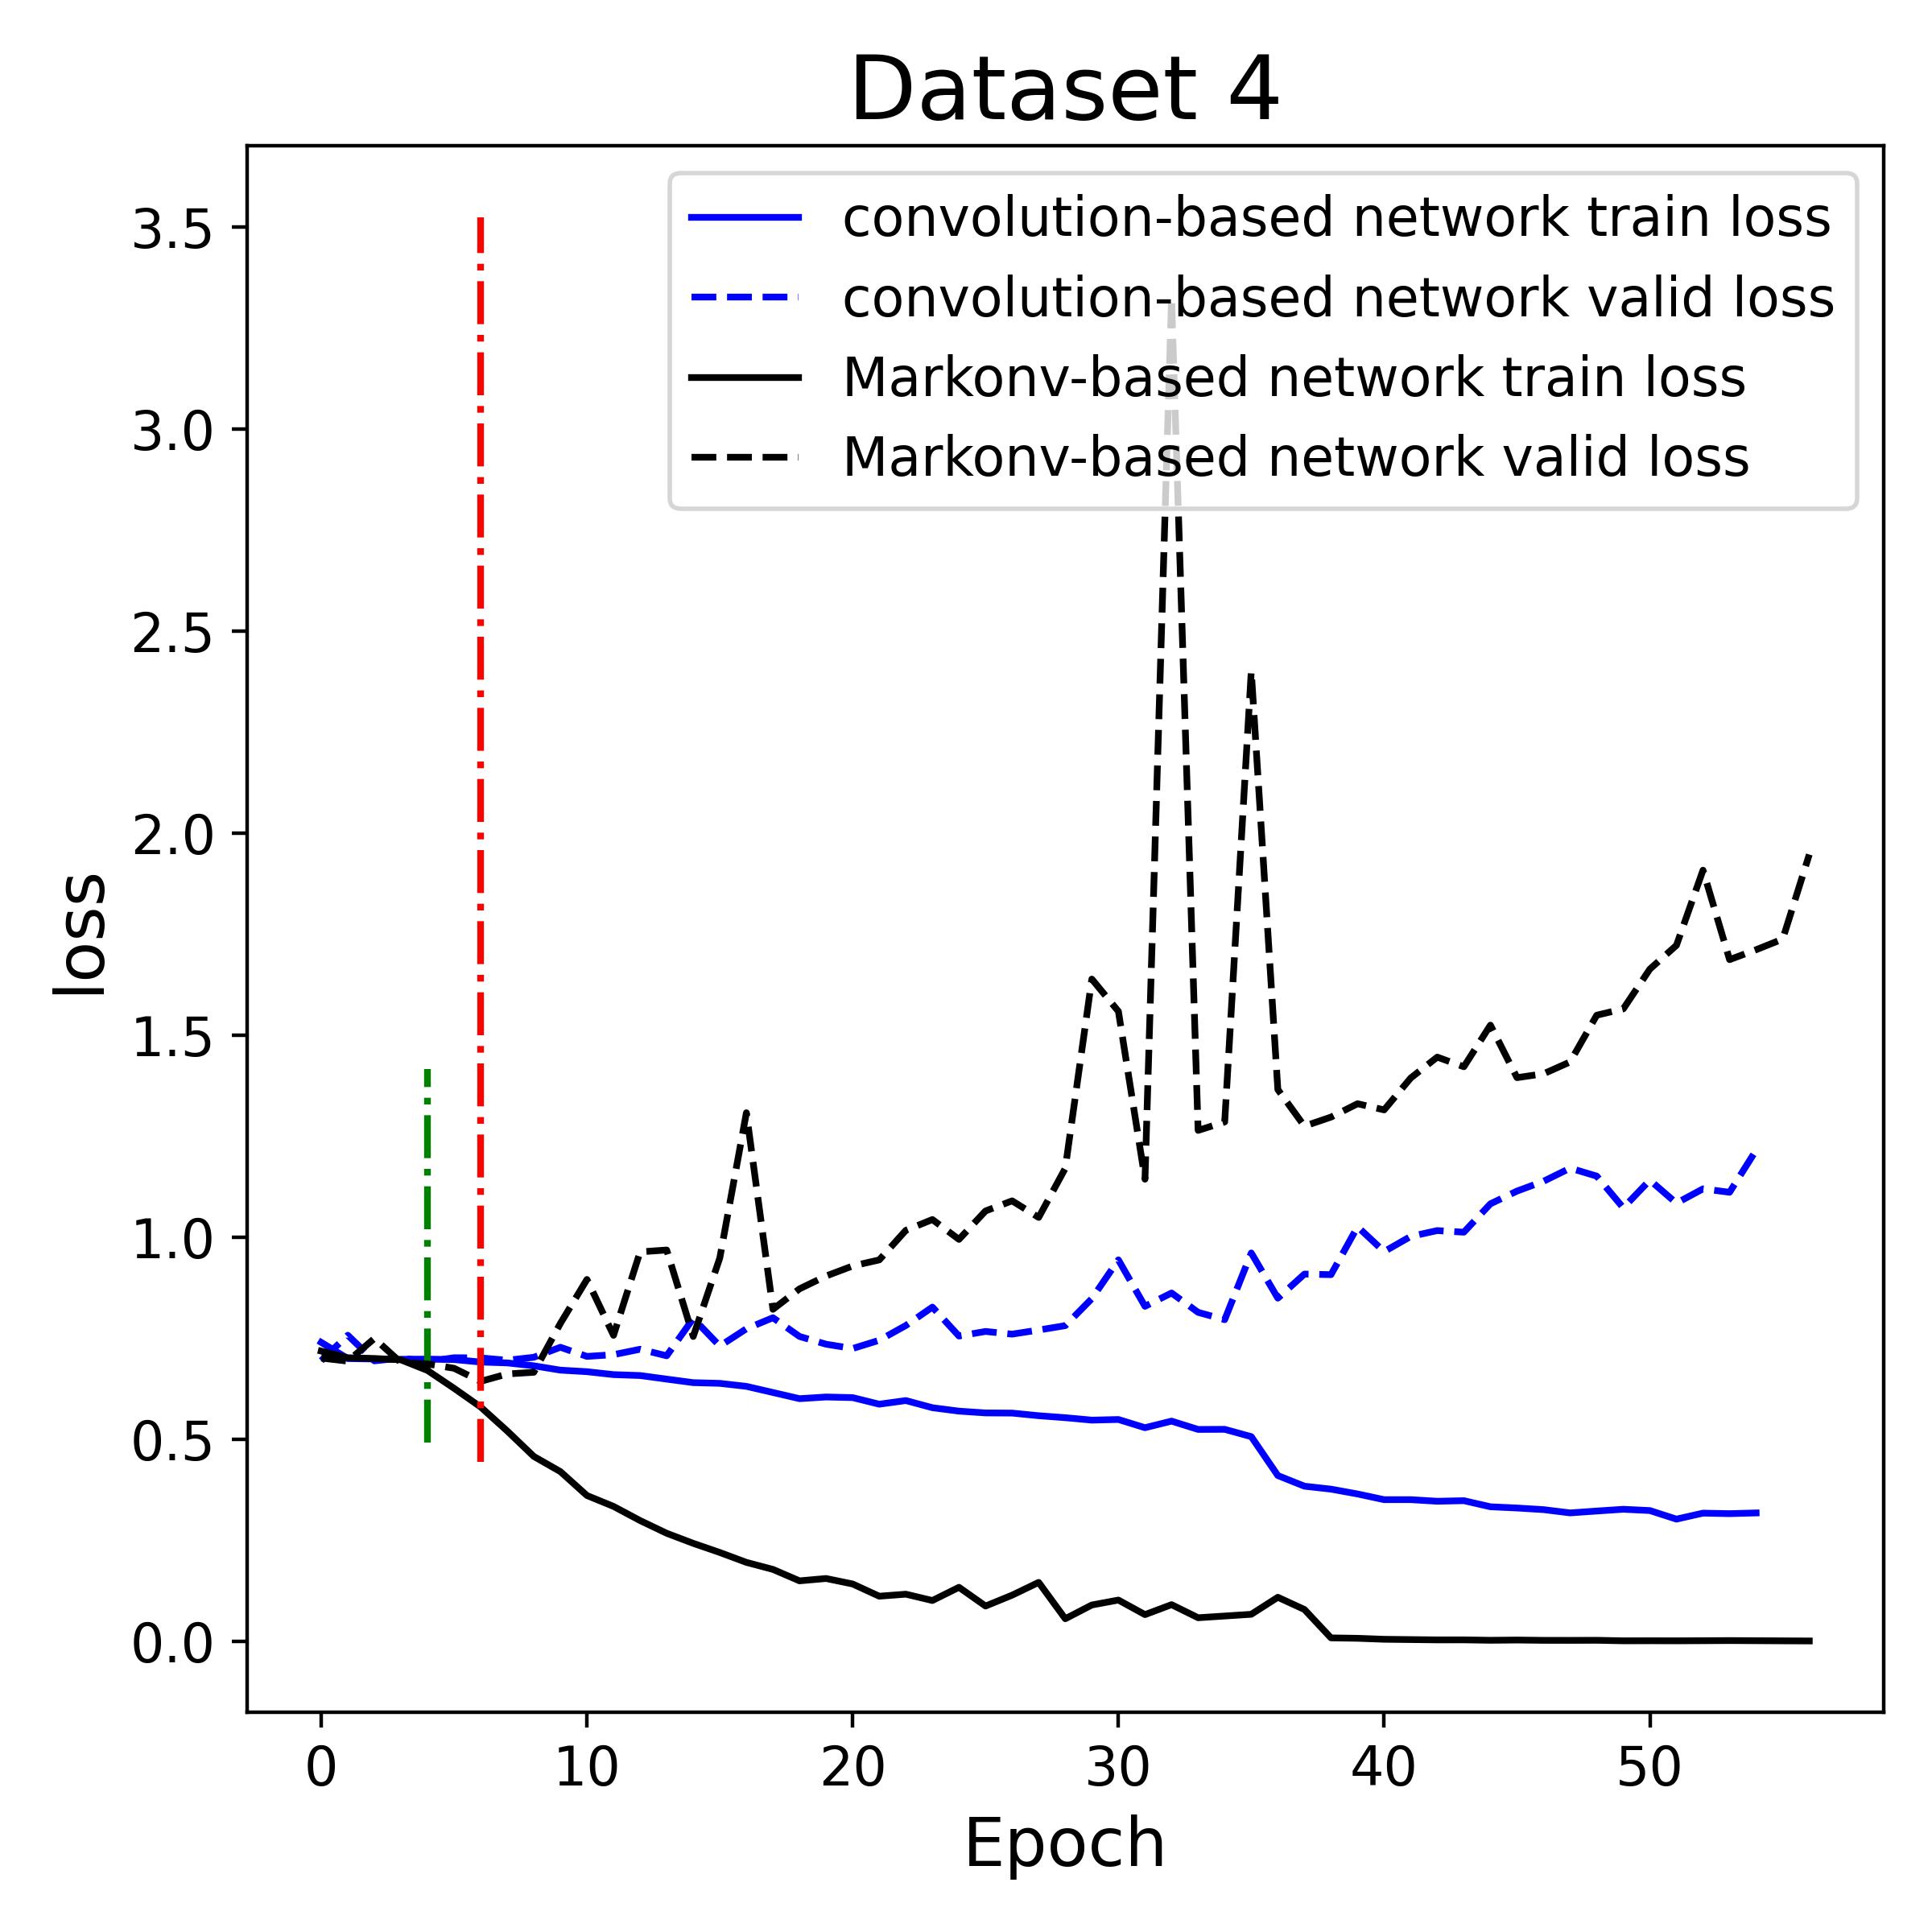 Dataset 4
convolution-based network train loss
convolution-based network valid loss
Markonv-based network train loss
Markonv-based network valid loss
3.5
3.0
2.5
2.0
1.5
1.0
0.5
0.0
loss
0 10 20 30 40 50
Epoch